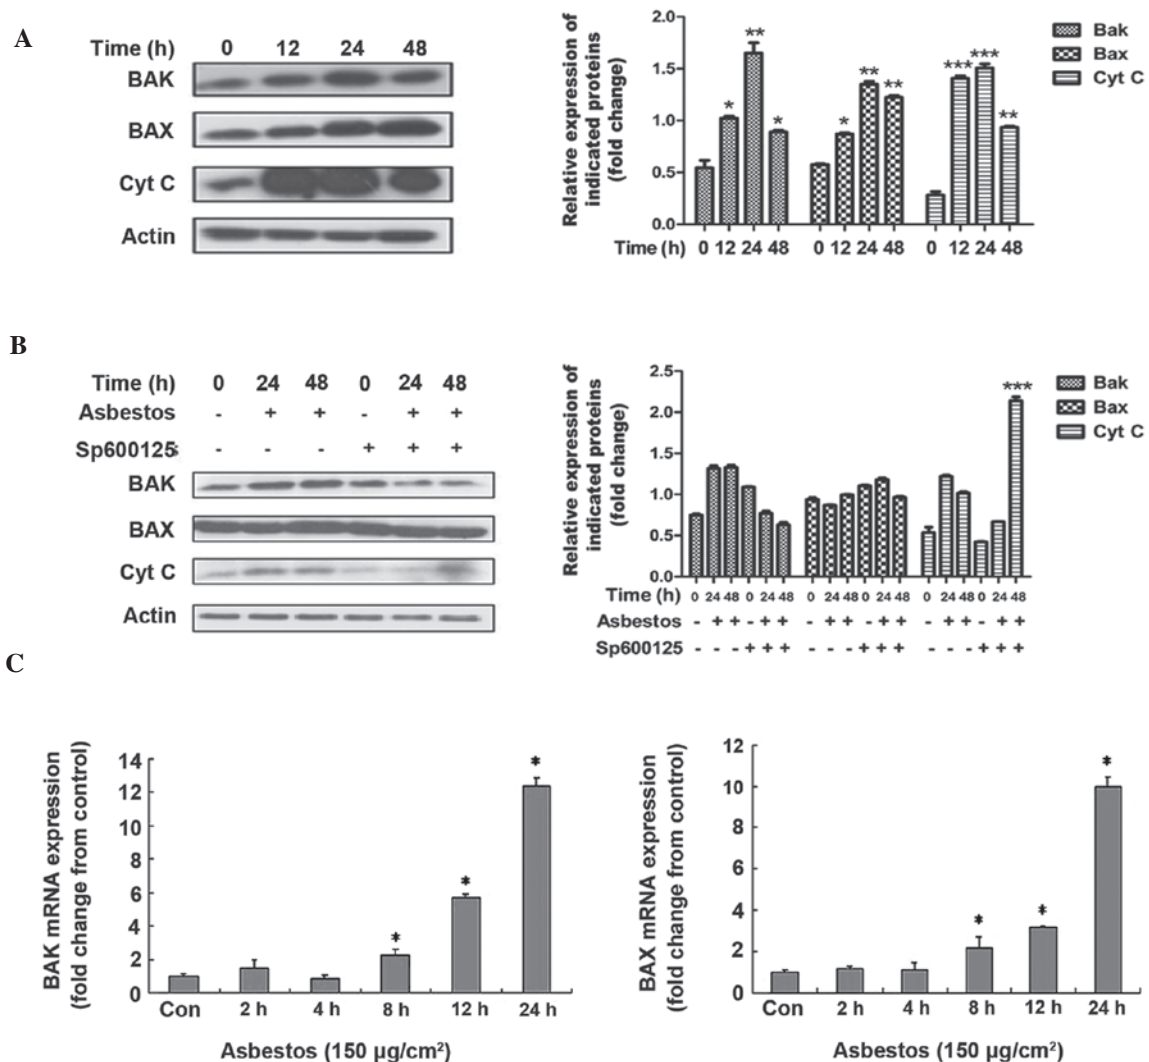 A
Time (h) 0 12 24 48
BAK
BAX
Cyt C
Actin
Relative expression of
indicated proteins
(fold change)
2.0
1.5
1.0
0.5
0.0
* ** * * ** ** *** *** **
Time (h) 0 12 24 48 0 12 24 48 0 12 24 48
Bak
Bax
Cyt C
B
Time (h) 0 24 48 0 24 48
Asbestos - + + - + +
Sp600125s - - - + + +
BAK
BAX
Cyt C
Actin
Relative expression of
indicated proteins
(fold change)
2.5
2.0
1.5
1.0
0.5
0.0
***
Time (h) 0 24 48 0 24 48 0 24 48 0 24 48 0 24 48 0 24 48
Asbestos - + + - + + - + + - + + - + + - + +
Sp600125 - - - + + + - - - + + + - - - + + +
Bak
Bax
Cyt C
C
BAK mRNA expression
(fold change from control)
14
12
10
8
6
4
2
0
* * *
Con 2 h 4 h 8 h 12 h 24 h
Asbestos (150 µg/cm²)
BAX mRNA expression
(fold change from control)
12
10
8
6
4
2
0
* * *
Con 2 h 4 h 8 h 12 h 24 h
Asbestos (150 µg/cm²)